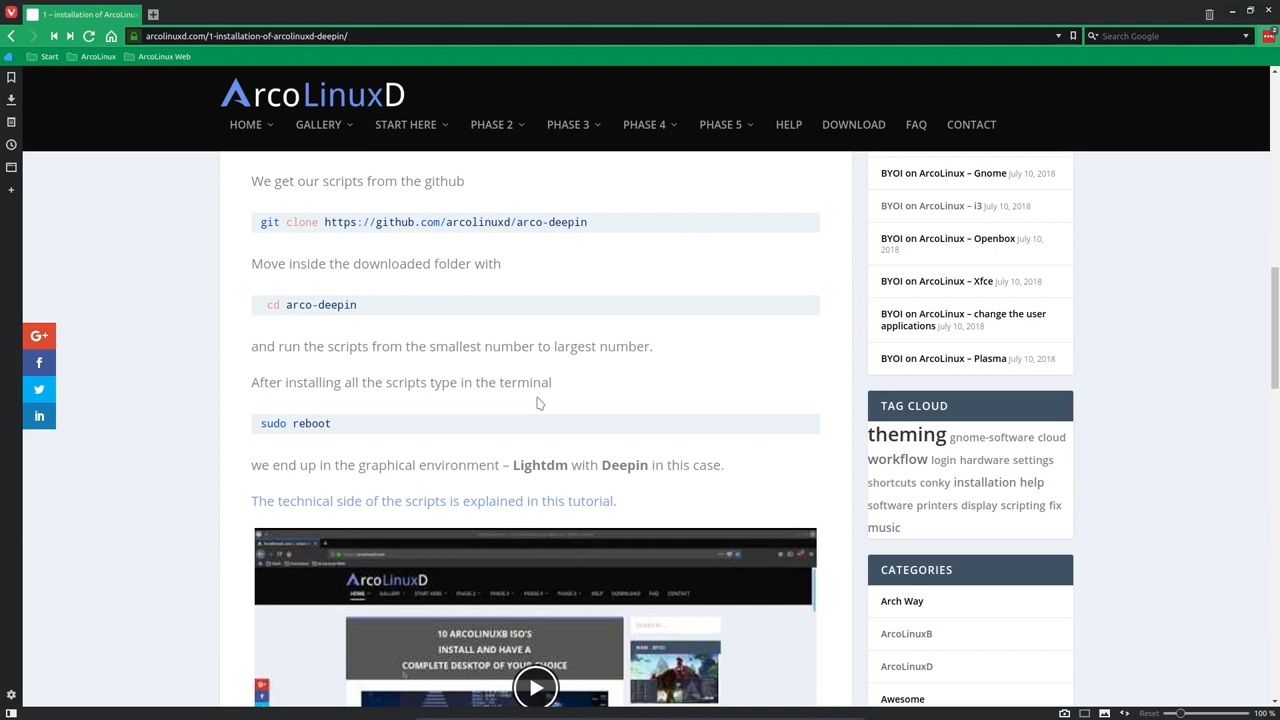 1 – installation of ArcoLinux
arcolinuxd.com/1-installation-of-arcolinuxd-deepin/
Search Google
2
Start
ArcoLinux
ArcoLinux Web
ArcoLinuxD
HOME
GALLERY
START HERE
PHASE 2
PHASE 3
PHASE 4
PHASE 5
HELP
DOWNLOAD
FAQ
CONTACT
We get our scripts from the github
git clone https://github.com/arcolinuxd/arco-deepin
Move inside the downloaded folder with
cd arco-deepin
and run the scripts from the smallest number to largest number.
After installing all the scripts type in the terminal
sudo reboot
we end up in the graphical environment – Lightdm with Deepin in this case.
The technical side of the scripts is explained in this tutorial.
ArcoLinuxD
HOME GALLERY START HERE PHASE 2 PHASE 3 PHASE 4 PHASE 5 HELP DOWNLOAD FAQ CONTACT
10 ARCOLINUXB ISO'S
INSTALL AND HAVE A
COMPLETE DESKTOP OF YOUR CHOICE
BYOI on ArcoLinux – Gnome July 10, 2018
BYOI on ArcoLinux – i3 July 10, 2018
BYOI on ArcoLinux – Openbox July 10,
2018
BYOI on ArcoLinux – Xfce July 10, 2018
BYOI on ArcoLinux – change the user
applications July 10, 2018
BYOI on ArcoLinux – Plasma July 10, 2018
TAG CLOUD
theming gnome-software cloud
workflow login hardware settings
shortcuts conky installation help
software printers display scripting fix
music
CATEGORIES
Arch Way
ArcoLinuxB
ArcoLinuxD
Awesome
G+
f
in
Reset
100 %